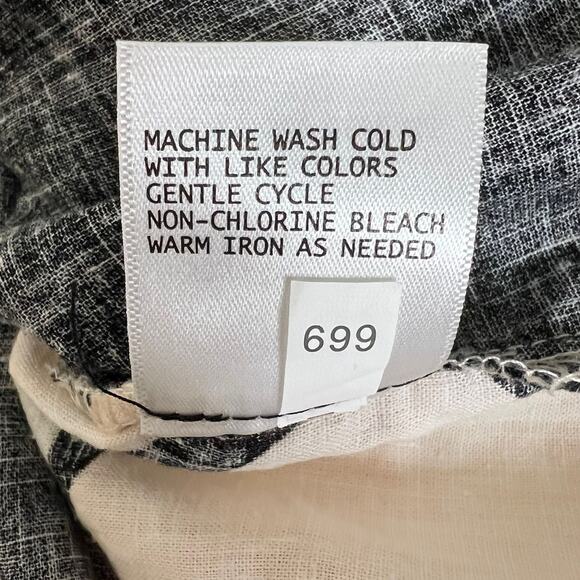 MACHINE WASH COLD
WITH LIKE COLORS
GENTLE CYCLE
NON-CHLORINE BLEACH
WARM IRON AS NEEDED
699